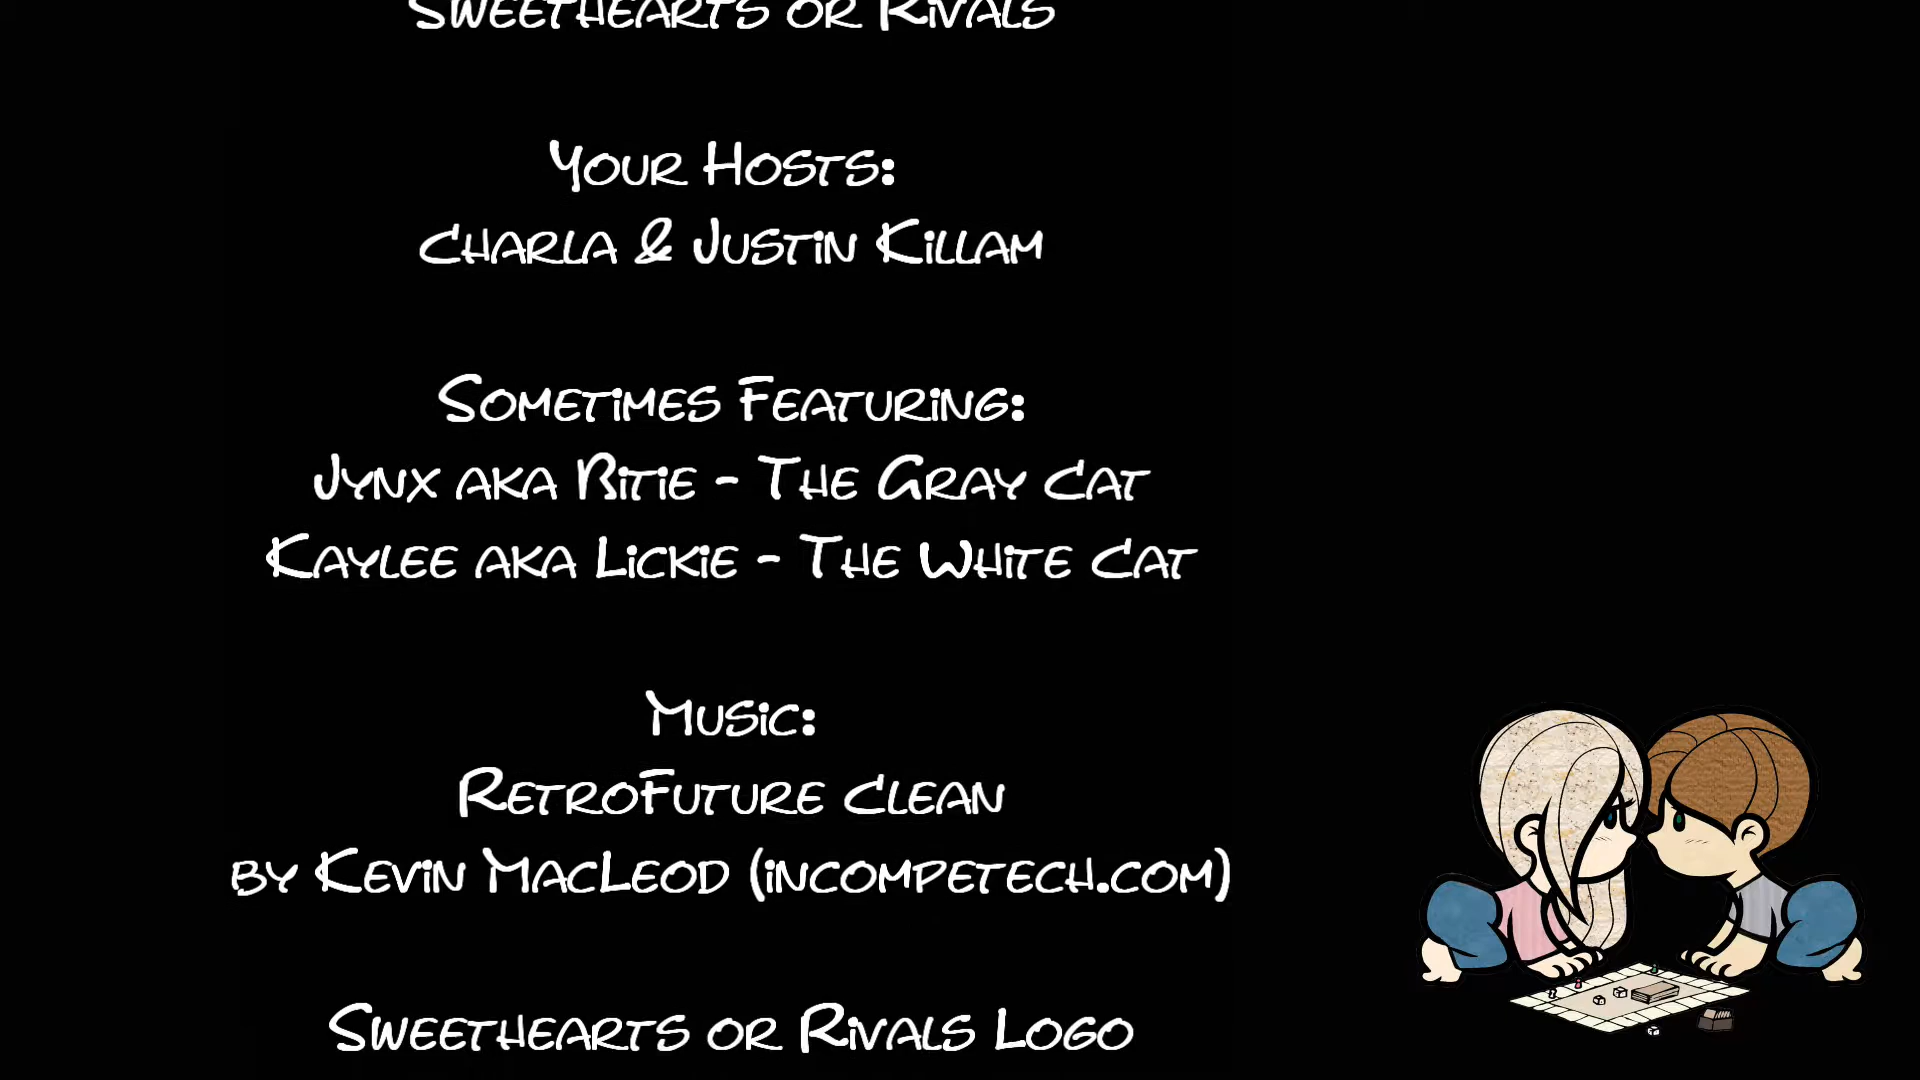 Sweethearts or Rivals
Your Hosts:
Charla & Justin Killam
Sometimes Featuring:
Jynx aka Bitie - The Gray Cat
Kaylee aka Lickie - The White Cat
Music:
RetroFuture Clean
by Kevin MacLeod (incompetech.com)
Sweethearts or Rivals Logo